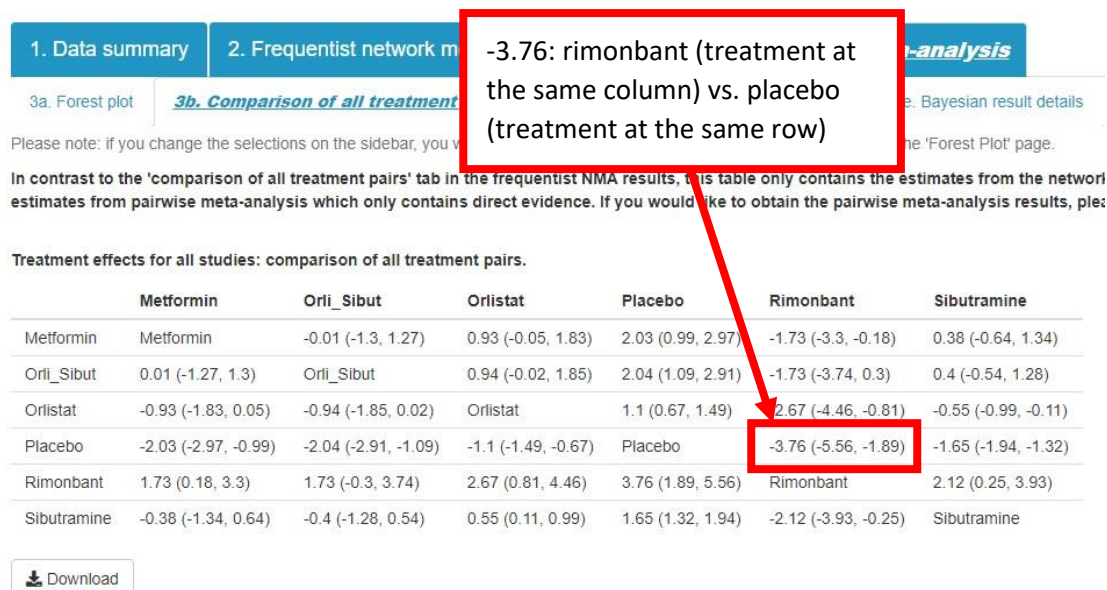 1. Data summary
2. Frequentist network m
-analysis
-3.76: rimonbant (treatment at
the same column) vs. placebo
(treatment at the same row)
3a. Forest plot
3b. Comparison of all treatment
e. Bayesian result details
Please note: if you change the selections on the sidebar, you w
he 'Forest Plot' page.
In contrast to the 'comparison of all treatment pairs' tab in the frequentist NMA results, this table only contains the estimates from the network
estimates from pairwise meta-analysis which only contains direct evidence. If you would like to obtain the pairwise meta-analysis results, plea
Treatment effects for all studies: comparison of all treatment pairs.
Metformin Orli_Sibut Orlistat Placebo Rimonbant Sibutramine
Metformin Metformin -0.01 (-1.3, 1.27) 0.93 (-0.05, 1.83) 2.03 (0.99, 2.97) -1.73 (-3.3, -0.18) 0.38 (-0.64, 1.34)
Orli_Sibut 0.01 (-1.27, 1.3) Orli_Sibut 0.94 (-0.02, 1.85) 2.04 (1.09, 2.91) -1.73 (-3.74, 0.3) 0.4 (-0.54, 1.28)
Orlistat -0.93 (-1.83, 0.05) -0.94 (-1.85, 0.02) Orlistat 1.1 (0.67, 1.49) -2.67 (-4.46, -0.81) -0.55 (-0.99, -0.11)
Placebo -2.03 (-2.97, -0.99) -2.04 (-2.91, -1.09) -1.1 (-1.49, -0.67) Placebo -3.76 (-5.56, -1.89) -1.65 (-1.94, -1.32)
Rimonbant 1.73 (0.18, 3.3) 1.73 (-0.3, 3.74) 2.67 (0.81, 4.46) 3.76 (1.89, 5.56) Rimonbant 2.12 (0.25, 3.93)
Sibutramine -0.38 (-1.34, 0.64) -0.4 (-1.28, 0.54) 0.55 (0.11, 0.99) 1.65 (1.32, 1.94) -2.12 (-3.93, -0.25) Sibutramine
Download